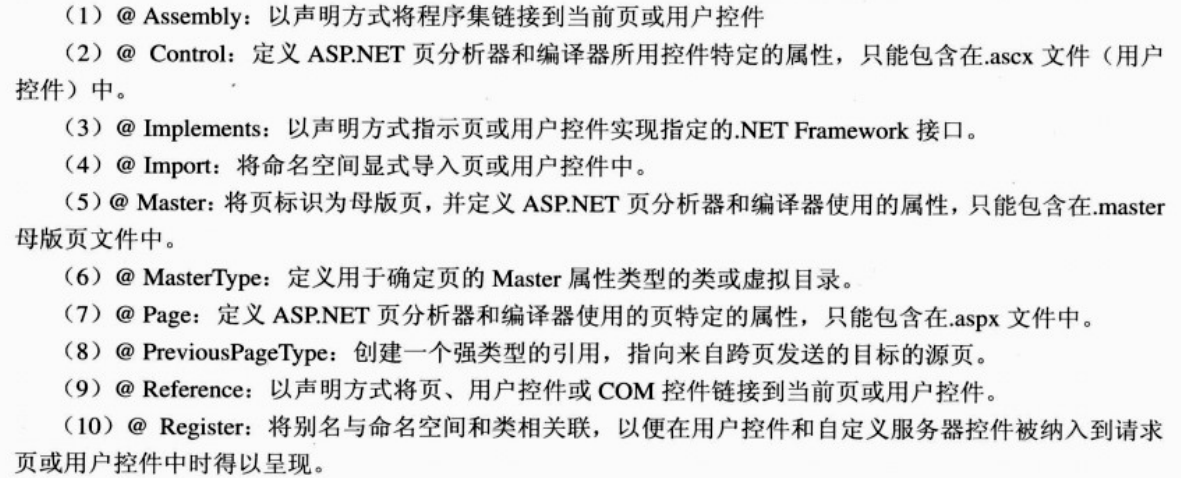 （1）@ Assembly：以声明方式将程序集链接到当前页或用户控件
（2）@ Control：定义 ASP.NET 页分析器和编译器所用控件特定的属性，只能包含在.ascx 文件（用户
控件）中。
（3）@ Implements：以声明方式指示页或用户控件实现指定的.NET Framework 接口。
（4）@ Import：将命名空间显式导入页或用户控件中。
（5）@ Master：将页标识为母版页，并定义 ASP.NET 页分析器和编译器使用的属性，只能包含在.master
母版页文件中。
（6）@ MasterType：定义用于确定页的 Master 属性类型的类或虚拟目录。
（7）@ Page：定义 ASP.NET 页分析器和编译器使用的页特定的属性，只能包含在.aspx 文件中。
（8）@ PreviousPageType：创建一个强类型的引用，指向来自跨页发送的目标的源页。
（9）@ Reference：以声明方式将页、用户控件或 COM 控件链接到当前页或用户控件。
（10）@ Register：将别名与命名空间和类相关联，以便在用户控件和自定义服务器控件被纳入到请求
页或用户控件中时得以呈现。